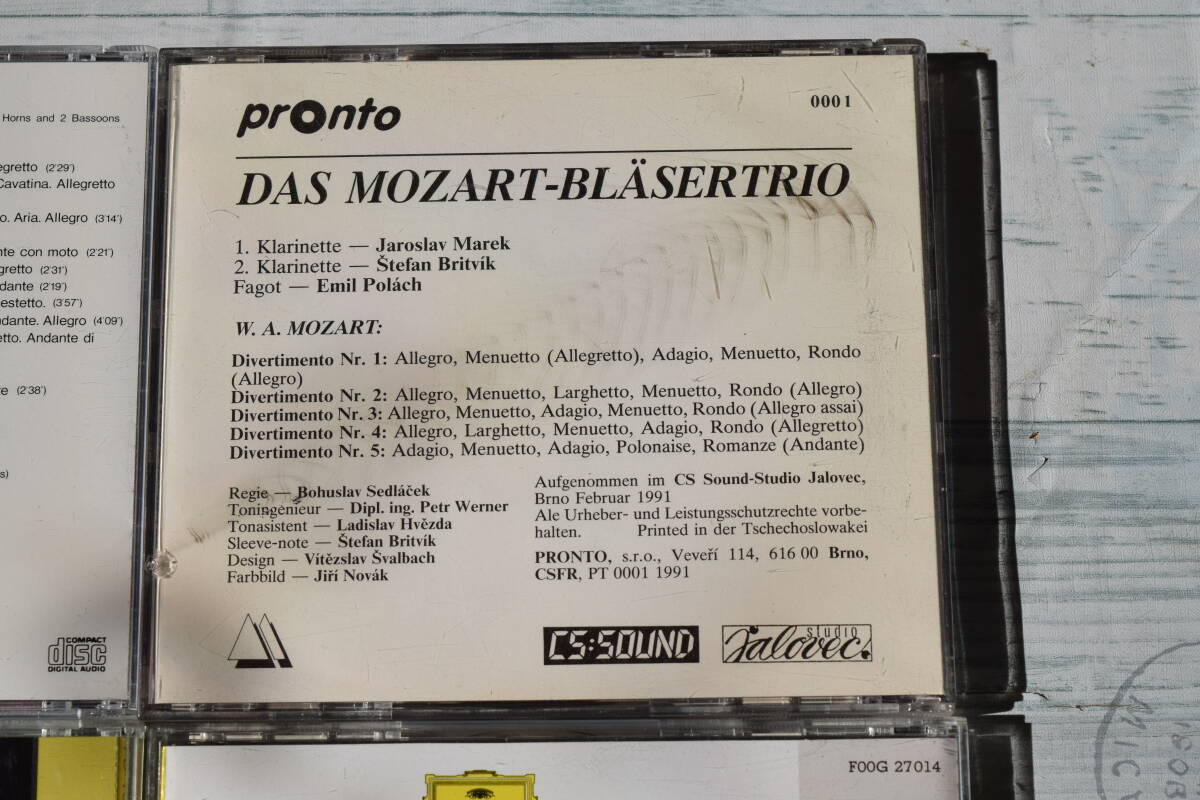 Horns and 2 Bassoons
egretto (2'29")
Cavatina. Allegretto
o. Aria. Allegro (3'14")
nte con moto (2'21")
gretto (2'31")
dante (2'19")
estetto. (3'57")
ndante. Allegro (4'09")
etto. Andante di
te (2'38")
s)
COMPACT
disc
DIGITAL AUDIO
pronto
0001
DAS MOZART-BLÄSERTRIO
1. Klarinette — Jaroslav Marek
2. Klarinette — Štefan Britvík
Fagot — Emil Polách
W. A. MOZART:
Divertimento Nr. 1: Allegro, Menuetto (Allegretto), Adagio, Menuetto, Rondo
(Allegro)
Divertimento Nr. 2: Allegro, Menuetto, Larghetto, Menuetto, Rondo (Allegro)
Divertimento Nr. 3: Allegro, Menuetto, Adagio, Menuetto, Rondo (Allegro assai)
Divertimento Nr. 4: Allegro, Larghetto, Menuetto, Adagio, Rondo (Allegretto)
Divertimento Nr. 5: Adagio, Menuetto, Adagio, Polonaise, Romanze (Andante)
Regie — Bohuslav Sedláček
Toningenieur — Dipl. ing. Petr Werner
Tonasistent — Ladislav Hvězda
Sleeve-note — Štefan Britvík
Design — Vítězslav Švalbach
Farbbild — Jiří Novák
Aufgenommen im CS Sound-Studio Jalovec,
Brno Februar 1991
Ale Urheber- und Leistungsschutzrechte vorbe-
halten. Printed in der Tschechoslowakei
PRONTO, s.r.o., Veveří 114, 616 00 Brno,
CSFR, PT 0001 1991
CS:SOUND
studio
Jalovec.
F00G 27014